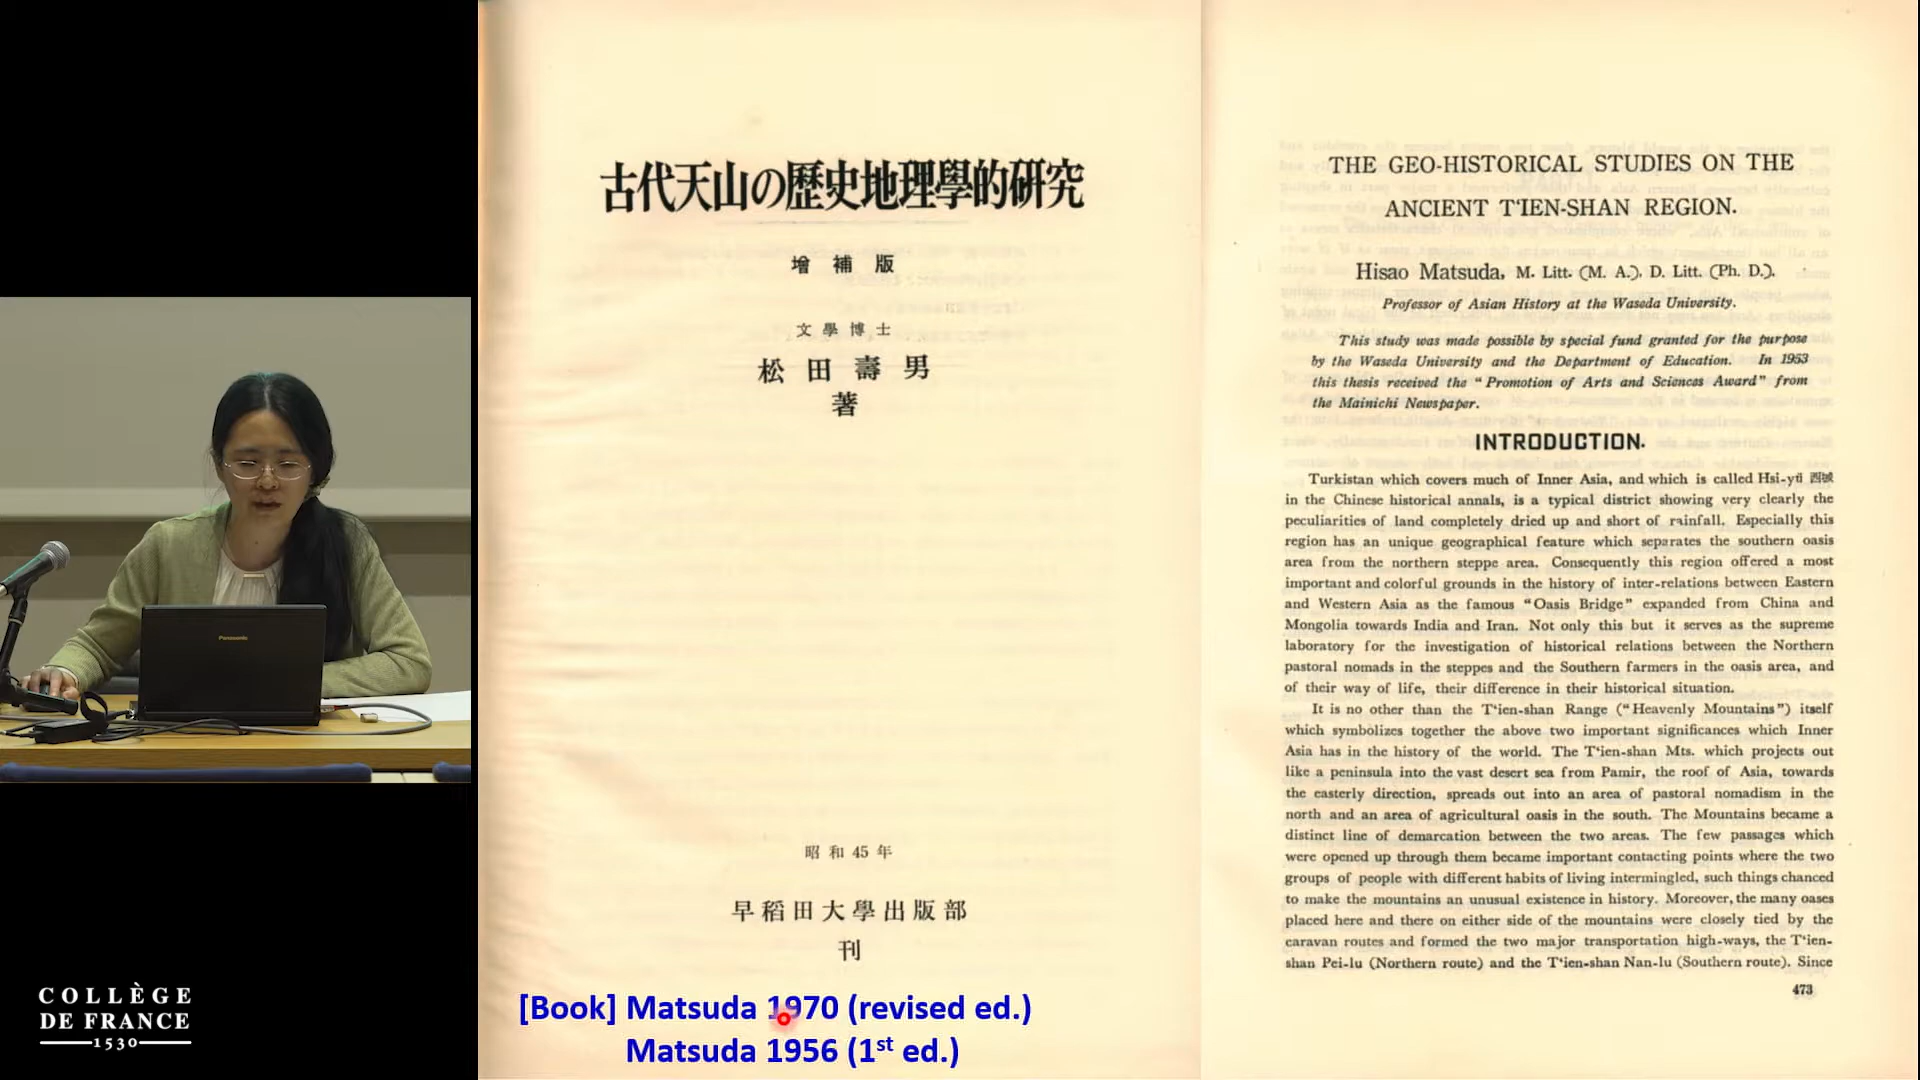 古代天山の歷史地理學的硏究
增補版
文學博士
松田壽男
著
昭和45年
早稻田大學出版部
刊
[Book] Matsuda 1970 (revised ed.)
Matsuda 1956 (1st ed.)
THE GEO-HISTORICAL STUDIES ON THE
ANCIENT T‘IEN-SHAN REGION.
Hisao Matsuda, M. Litt. (M. A.). D. Litt. (Ph. D.).
Professor of Asian History at the Waseda University.
This study was made possible by special fund granted for the purpose
by the Waseda University and the Department of Education. In 1953
this thesis received the “Promotion of Arts and Sciences Award” from
the Mainichi Newspaper.
INTRODUCTION.
Turkistan which covers much of Inner Asia, and which is called Hsi-yü 西域
in the Chinese historical annals, is a typical district showing very clearly the
peculiarities of land completely dried up and short of rainfall. Especially this
region has an unique geographical feature which separates the southern oasis
area from the northern steppe area. Consequently this region offered a most
important and colorful grounds in the history of inter-relations between Eastern
and Western Asia as the famous “Oasis Bridge” expanded from China and
Mongolia towards India and Iran. Not only this but it serves as the supreme
laboratory for the investigation of historical relations between the Northern
pastoral nomads in the steppes and the Southern farmers in the oasis area, and
of their way of life, their difference in their historical situation.
It is no other than the T‘ien-shan Range (“Heavenly Mountains”) itself
which symbolizes together the above two important significances which Inner
Asia has in the history of the world. The T‘ien-shan Mts. which projects out
like a peninsula into the vast desert sea from Pamir, the roof of Asia, towards
the easterly direction, spreads out into an area of pastoral nomadism in the
north and an area of agricultural oasis in the south. The Mountains became a
distinct line of demarcation between the two areas. The few passages which
were opened up through them became important contacting points where the two
groups of people with different habits of living intermingled, such things chanced
to make the mountains an unusual existence in history. Moreover, the many oases
placed here and there on either side of the mountains were closely tied by the
caravan routes and formed the two major transportation high-ways, the T‘ien-
shan Pei-lu (Northern route) and the T‘ien-shan Nan-lu (Southern route). Since
473
Panasonic
COLLÈGE
DE FRANCE
1530